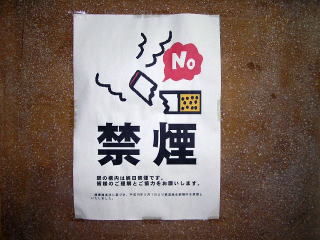 No
禁煙
駅の構内は終日禁煙です。
皆様のご理解とご協力をお願いします。